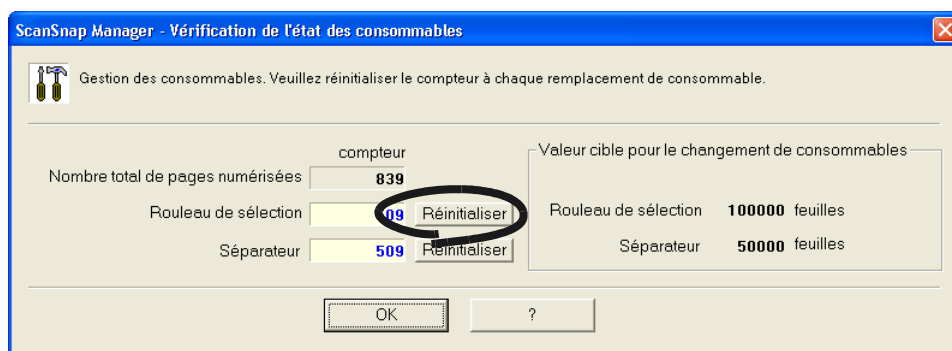 ScanSnap Manager - Vérification de l'état des consommables
Gestion des consommables. Veuillez réinitialiser le compteur à chaque remplacement de consommable.
compteur
Nombre total de pages numérisées 839
Rouleau de sélection Réinitialiser
Séparateur 509 Réinitialiser
Valeur cible pour le changement de consommables
Rouleau de sélection 100000 feuilles
Séparateur 50000 feuilles
OK ?